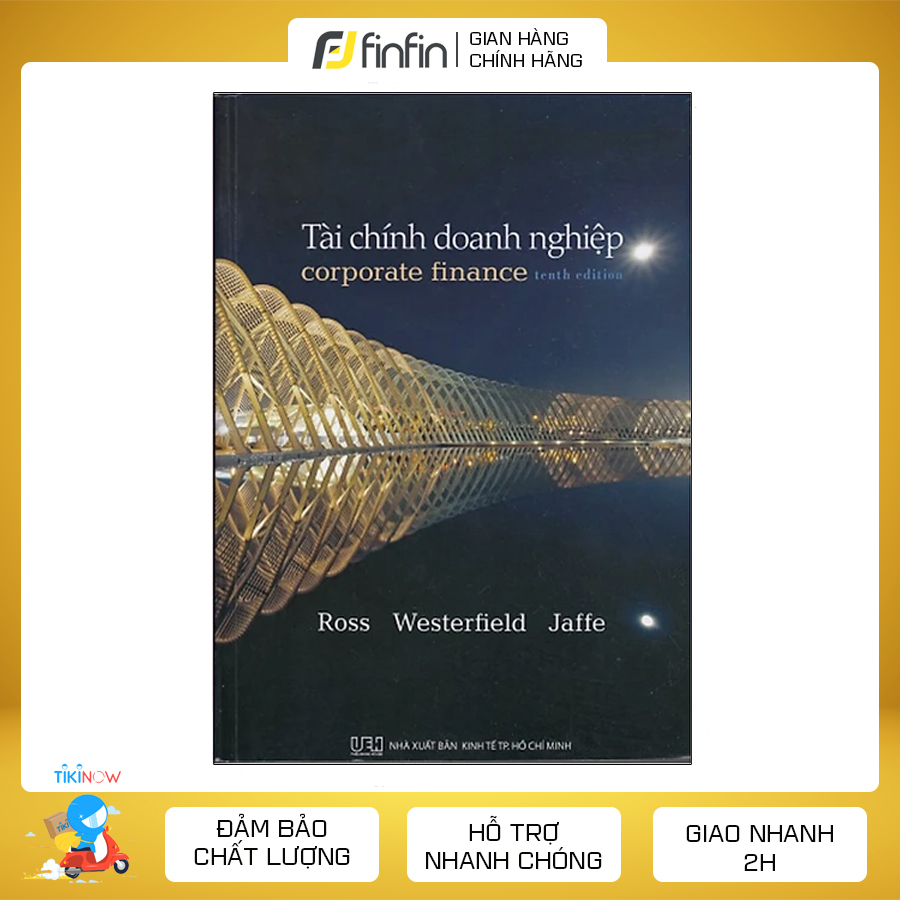 finfin
GIAN HÀNG
CHÍNH HÃNG
Tài chính doanh nghiệp
corporate finance tenth edition
Ross Westerfield Jaffe
UEH NHÀ XUẤT BẢN KINH TẾ TP. HỒ CHÍ MINH
TIKINOW
TIKI
ĐẢM BẢO
CHẤT LƯỢNG
HỖ TRỢ
NHANH CHÓNG
GIAO NHANH
2H